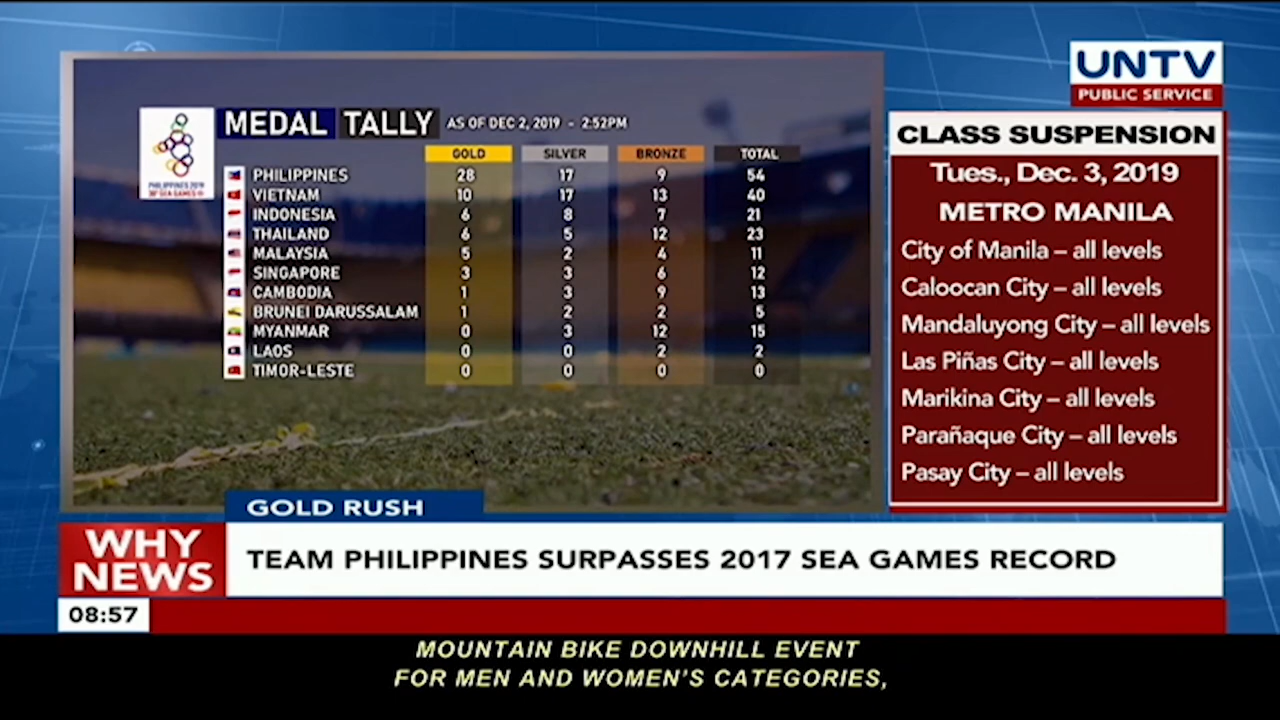 UNTV
PUBLIC SERVICE
MEDAL TALLY AS OF DEC 2, 2019 - 2:52PM
PHILIPPINES 2019
30TH SEA GAMES
GOLD SILVER BRONZE TOTAL
PHILIPPINES 28 17 9 54
VIETNAM 10 17 13 40
INDONESIA 6 8 7 21
THAILAND 6 5 12 23
MALAYSIA 5 2 4 11
SINGAPORE 3 3 6 12
CAMBODIA 1 3 9 13
BRUNEI DARUSSALAM 1 2 2 5
MYANMAR 0 3 12 15
LAOS 0 0 2 2
TIMOR-LESTE 0 0 0 0
CLASS SUSPENSION
Tues., Dec. 3, 2019
METRO MANILA
City of Manila – all levels
Caloocan City – all levels
Mandaluyong City – all levels
Las Piñas City – all levels
Marikina City – all levels
Parañaque City – all levels
Pasay City – all levels
GOLD RUSH
WHY
NEWS
TEAM PHILIPPINES SURPASSES 2017 SEA GAMES RECORD
08:57
MOUNTAIN BIKE DOWNHILL EVENT
FOR MEN AND WOMEN'S CATEGORIES,